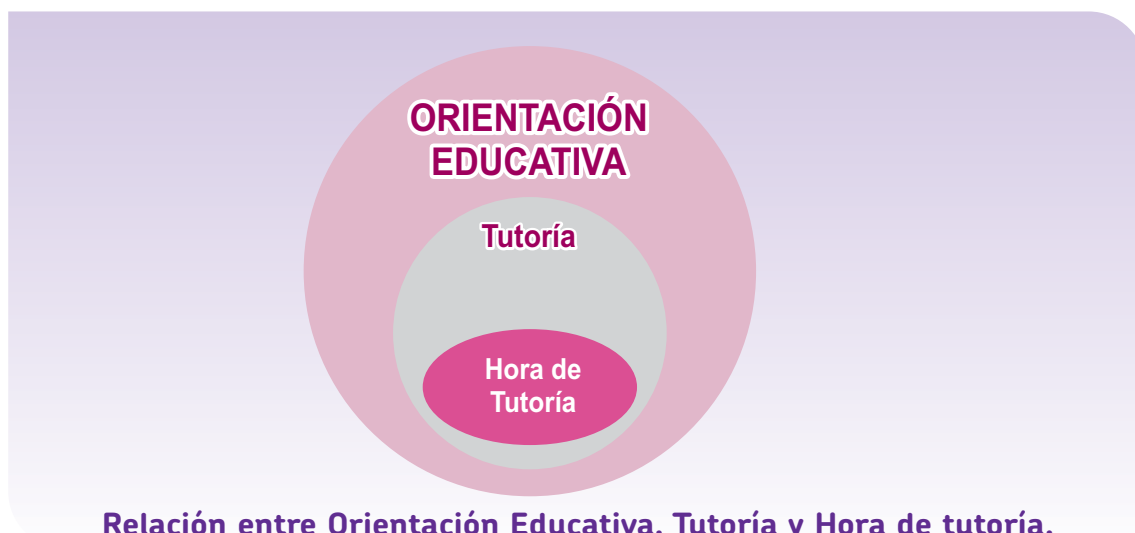 ORIENTACIÓN
EDUCATIVA
Tutoría
Hora de
Tutoría
Relación entre Orientación Educativa, Tutoría y Hora de tutoría.